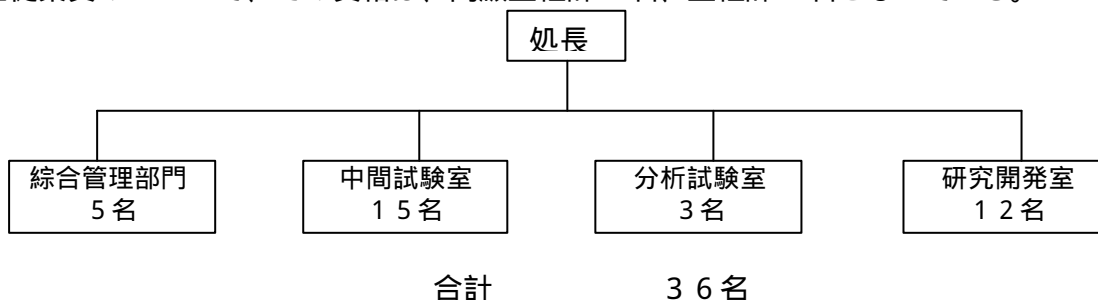 処長
綜合管理部門
5名
中間試験室
15名
分析試験室
3名
研究開発室
12名
合計 36名